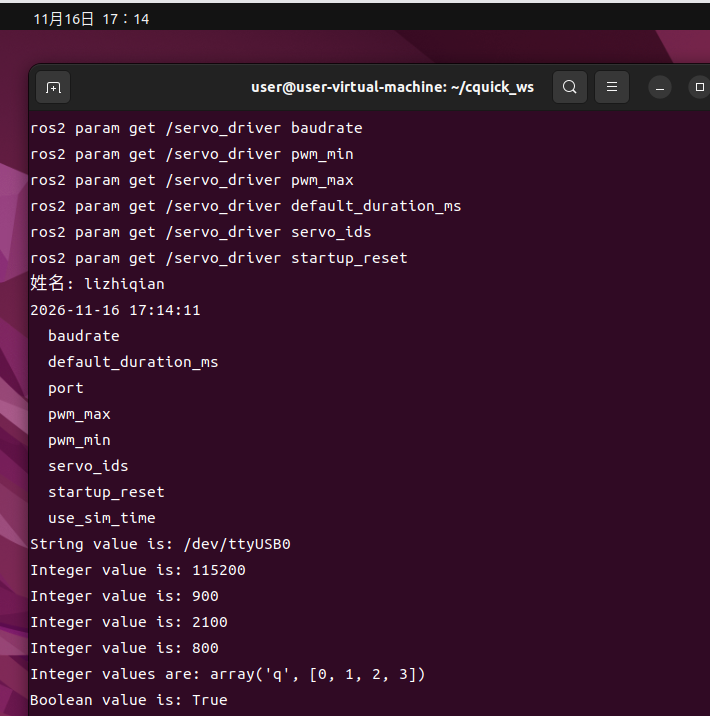 11月16日 17：14
user@user-virtual-machine: ~/cquick_ws
ros2 param get /servo_driver baudrate
ros2 param get /servo_driver pwm_min
ros2 param get /servo_driver pwm_max
ros2 param get /servo_driver default_duration_ms
ros2 param get /servo_driver servo_ids
ros2 param get /servo_driver startup_reset
姓名: lizhiqian
2026-11-16 17:14:11
  baudrate
  default_duration_ms
  port
  pwm_max
  pwm_min
  servo_ids
  startup_reset
  use_sim_time
String value is: /dev/ttyUSB0
Integer value is: 115200
Integer value is: 900
Integer value is: 2100
Integer value is: 800
Integer values are: array('q', [0, 1, 2, 3])
Boolean value is: True